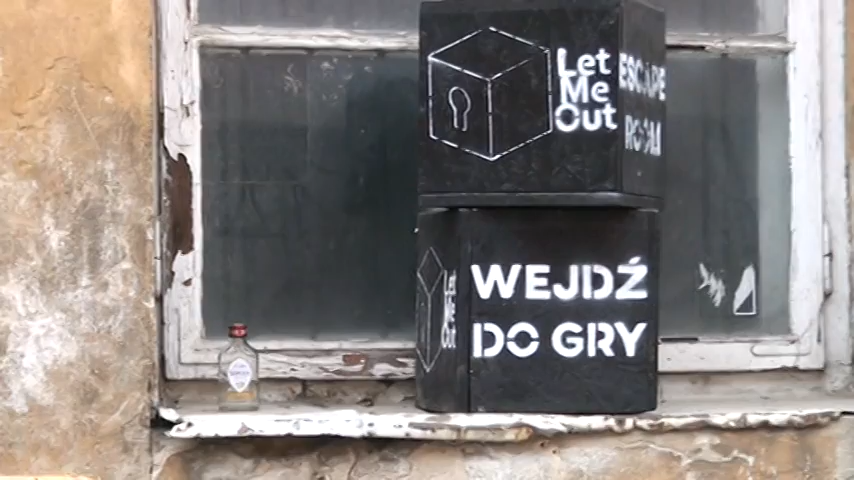 Let
Me
Out
ESCAPE
ROOM
Let
Me
Out
WEJDŹ
DO GRY